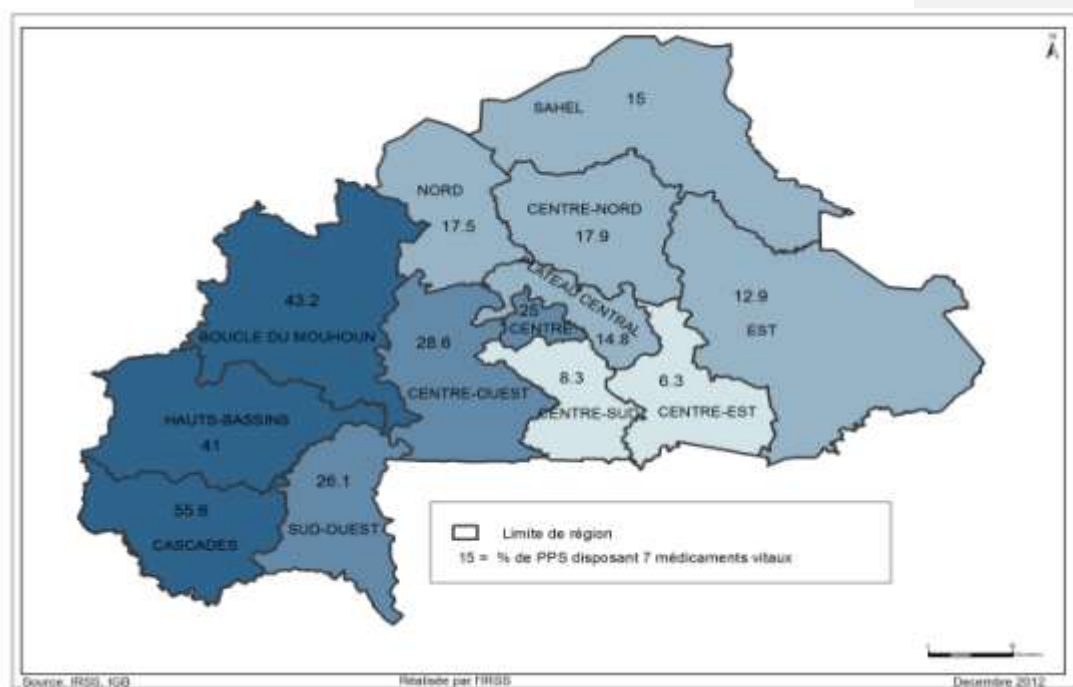 SAHEL 15
NORD
17.5
CENTRE-NORD
17.9
PLATEAU CENTRAL
14.8
12.9
EST
43.2
BOUCLE DU MOUHOUN
28.6
CENTRE-OUEST
25
CENTRE
8.3
CENTRE-SUD
6.3
CENTRE-EST
HAUTS-BASSINS
41
26.1
SUD-OUEST
CASCADES
Limite de région
15 = % de PPS disposant 7 médicaments vitaux
Source: IRSS, IGB
Réalisée par l'IRSS
Decembre 2012